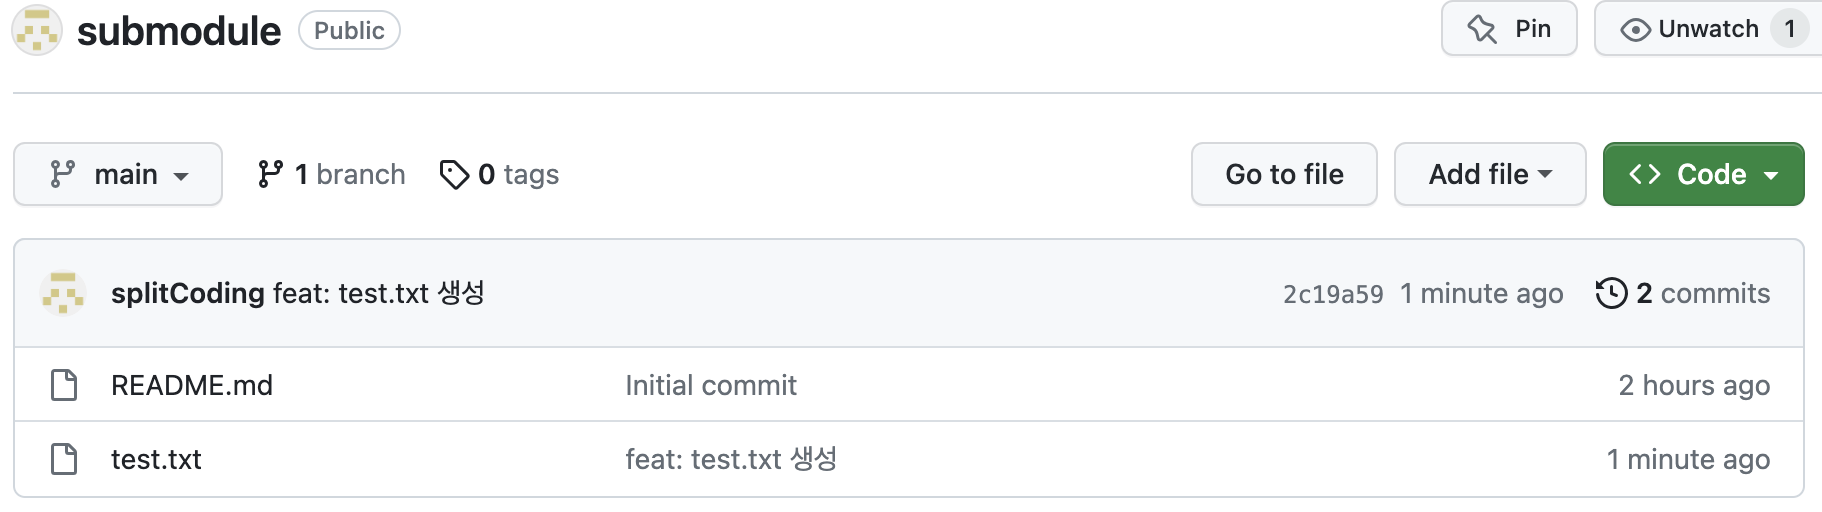 submodule Public Pin Unwatch 1
main 1 branch 0 tags Go to file Add file <> Code
splitCoding feat: test.txt 생성 2c19a59 1 minute ago 2 commits
README.md Initial commit 2 hours ago
test.txt feat: test.txt 생성 1 minute ago